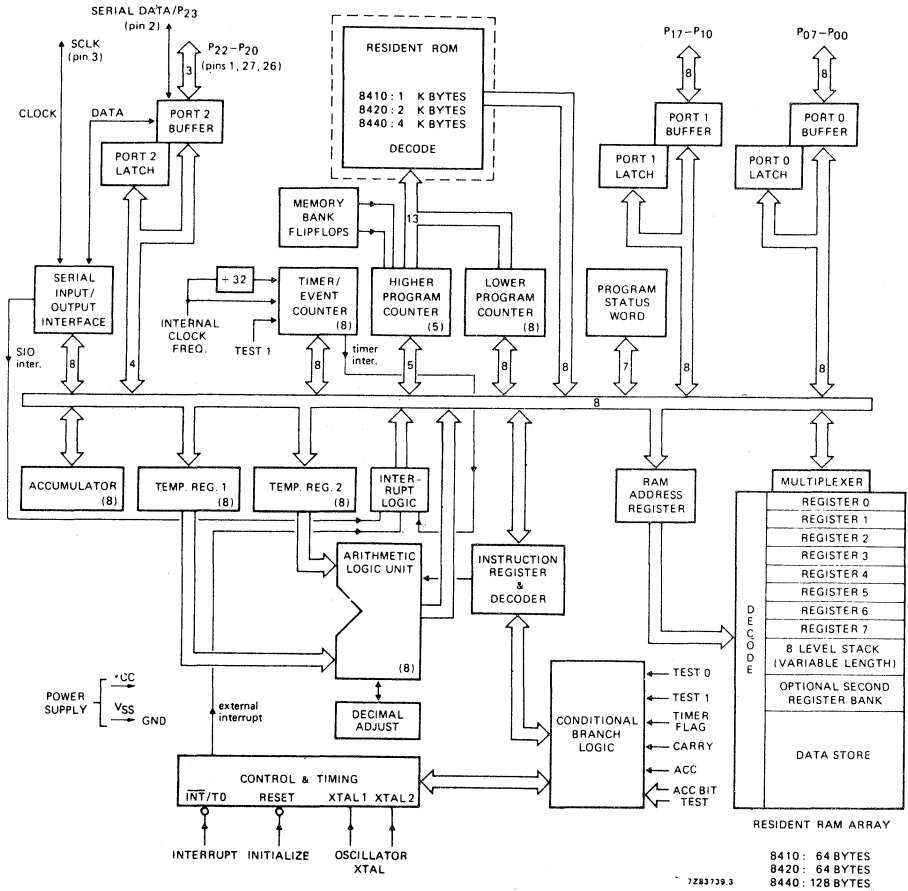 SERIAL DATA/P23
(pin 2)
SCLK
(pin 3)
P22–P20
(pins 1, 27, 26)
3
CLOCK
DATA
PORT 2
BUFFER
PORT 2
LATCH
RESIDENT ROM
8410: 1 K BYTES
8420: 2 K BYTES
8440: 4 K BYTES
DECODE
P17–P10
8
PORT 1
BUFFER
PORT 1
LATCH
P07–P00
8
PORT 0
BUFFER
PORT 0
LATCH
MEMORY
BANK
FLIPFLOPS
13
SERIAL
INPUT/
OUTPUT
INTERFACE
÷ 32
TIMER/
EVENT
COUNTER
(8)
HIGHER
PROGRAM
COUNTER
(5)
LOWER
PROGRAM
COUNTER
(8)
PROGRAM
STATUS
WORD
INTERNAL
CLOCK
FREQ.
TEST 1
timer
inter.
SIO
inter.
8
4
8
5
8
8
7
8
8
8
ACCUMULATOR
(8)
TEMP. REG. 1
(8)
TEMP. REG. 2
(8)
INTER-
RUPT
LOGIC
RAM
ADDRESS
REGISTER
MULTIPLEXER
REGISTER 0
REGISTER 1
REGISTER 2
REGISTER 3
REGISTER 4
REGISTER 5
REGISTER 6
REGISTER 7
8 LEVEL STACK
(VARIABLE LENGTH)
OPTIONAL SECOND
REGISTER BANK
DATA STORE
DECODE
ARITHMETIC
LOGIC UNIT
(8)
INSTRUCTION
REGISTER
&
DECODER
DECIMAL
ADJUST
CONDITIONAL
BRANCH
LOGIC
TEST 0
TEST 1
TIMER
FLAG
CARRY
ACC
ACC BIT
TEST
POWER
SUPPLY
CC
VSS
GND
external
interrupt
CONTROL & TIMING
INT/T0 RESET XTAL 1 XTAL 2
INTERRUPT INITIALIZE OSCILLATOR
XTAL
RESIDENT RAM ARRAY
8410: 64 BYTES
8420: 64 BYTES
8440: 128 BYTES
7Z83739.3